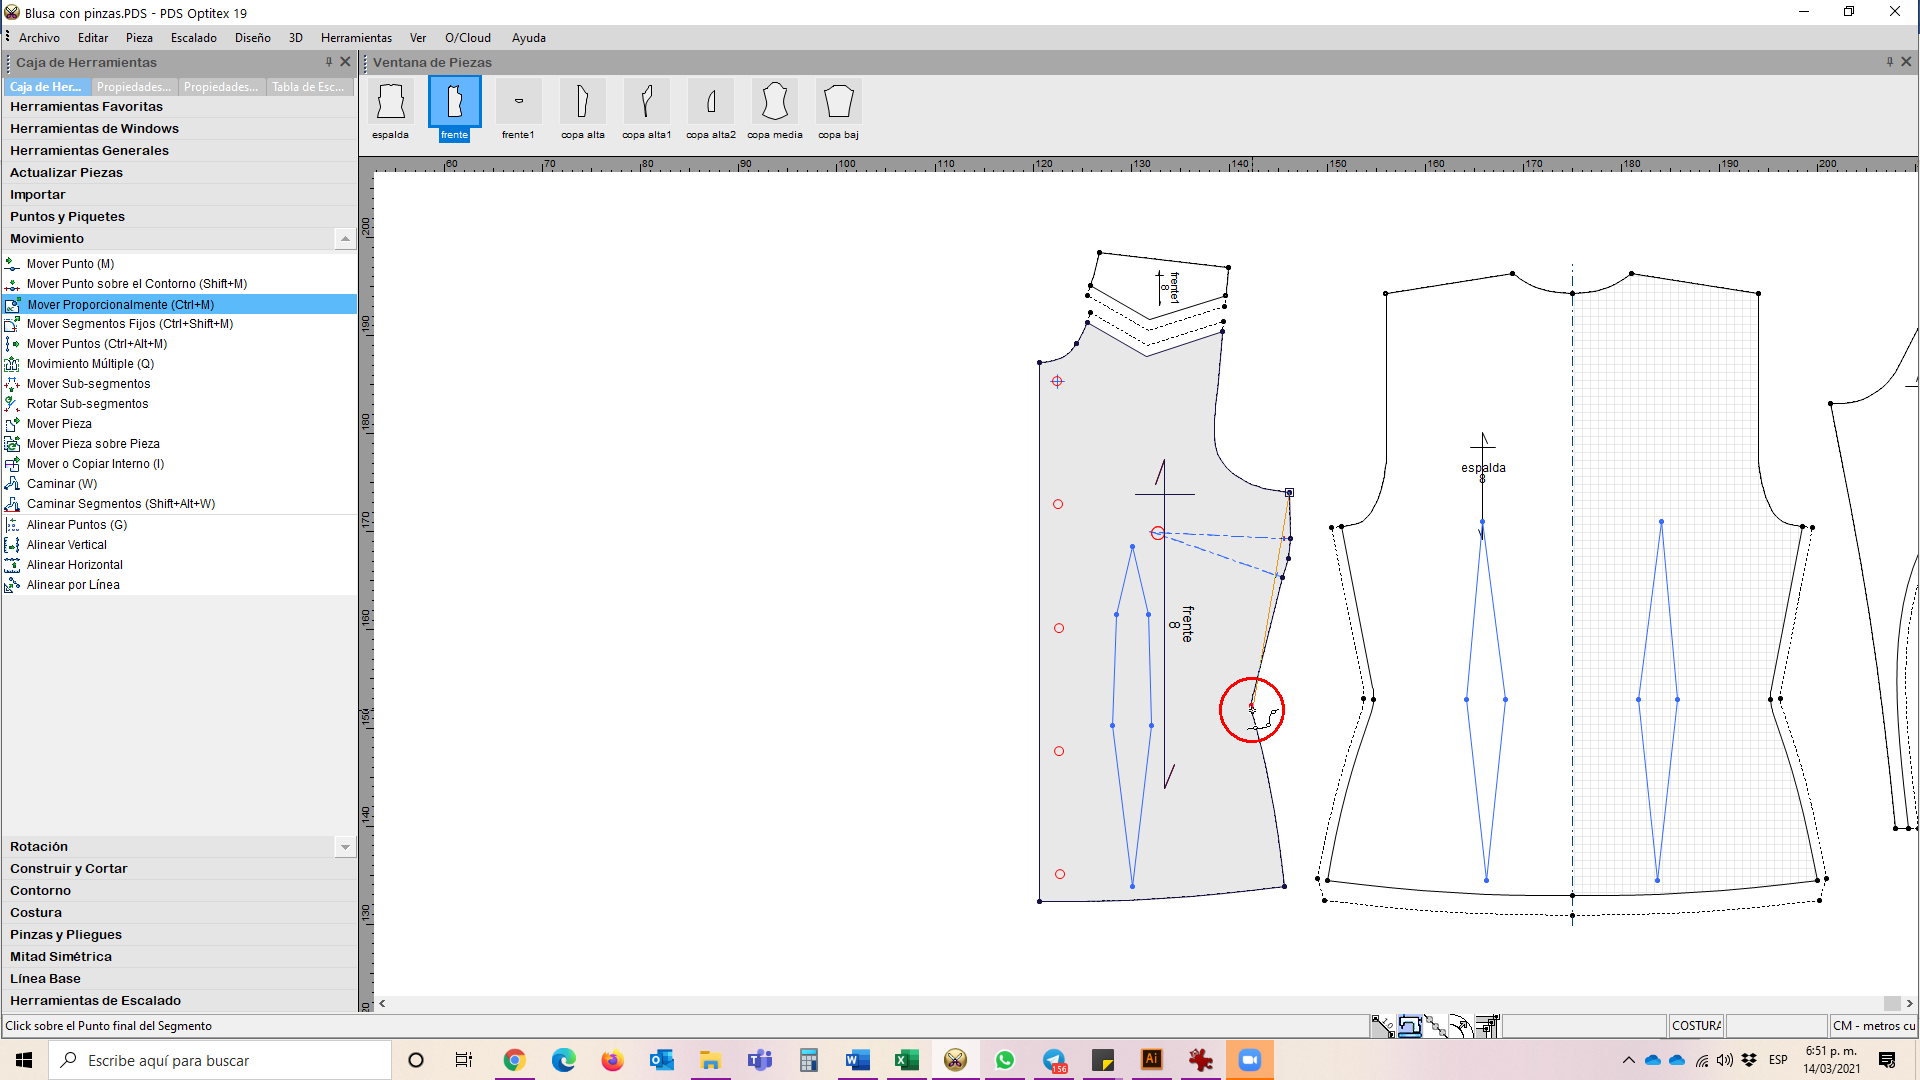 Blusa con pinzas.PDS - PDS Optitex 19
Archivo Editar Pieza Escalado Diseño 3D Herramientas Ver O/Cloud Ayuda
Caja de Herramientas
Caja de Her... Propiedades... Propiedades... Tabla de Esc...
Herramientas Favoritas
Herramientas de Windows
Herramientas Generales
Actualizar Piezas
Importar
Puntos y Piquetes
Movimiento
Mover Punto (M)
Mover Punto sobre el Contorno (Shift+M)
Mover Proporcionalmente (Ctrl+M)
Mover Segmentos Fijos (Ctrl+Shift+M)
Mover Puntos (Ctrl+Alt+M)
Movimiento Múltiple (Q)
Mover Sub-segmentos
Rotar Sub-segmentos
Mover Pieza
Mover Pieza sobre Pieza
Mover o Copiar Interno (I)
Caminar (W)
Caminar Segmentos (Shift+Alt+W)
Alinear Puntos (G)
Alinear Vertical
Alinear Horizontal
Alinear por Línea
Rotación
Construir y Cortar
Contorno
Costura
Pinzas y Pliegues
Mitad Simétrica
Línea Base
Herramientas de Escalado
Ventana de Piezas
espalda frente frente1 copa alta copa alta1 copa alta2 copa media copa baj
60 70 80 90 100 110 120 130 140 150 160 170 180 190 200
200
190
180
170
160
150
140
130
20
frente1
8
frente
8
espalda
8
Click sobre el Punto final del Segmento
COSTURA
CM - metros cu
Escribe aquí para buscar
156
ESP
6:51 p. m.
14/03/2021